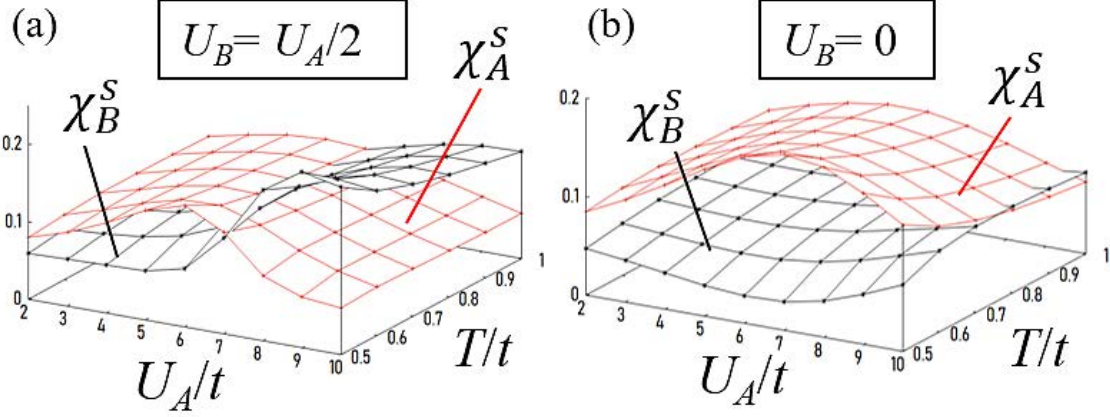 (a)
U_B = U_A/2
χ_B^s
χ_A^s
0.2
0.1
0
2 3 4 5 6 7 8 9 10
U_A/t
0.5 0.6 0.7 0.8 0.9 1
T/t
(b)
U_B = 0
χ_B^s
χ_A^s
0.2
0.1
0
2 3 4 5 6 7 8 9 10
U_A/t
0.5 0.6 0.7 0.8 0.9 1
T/t